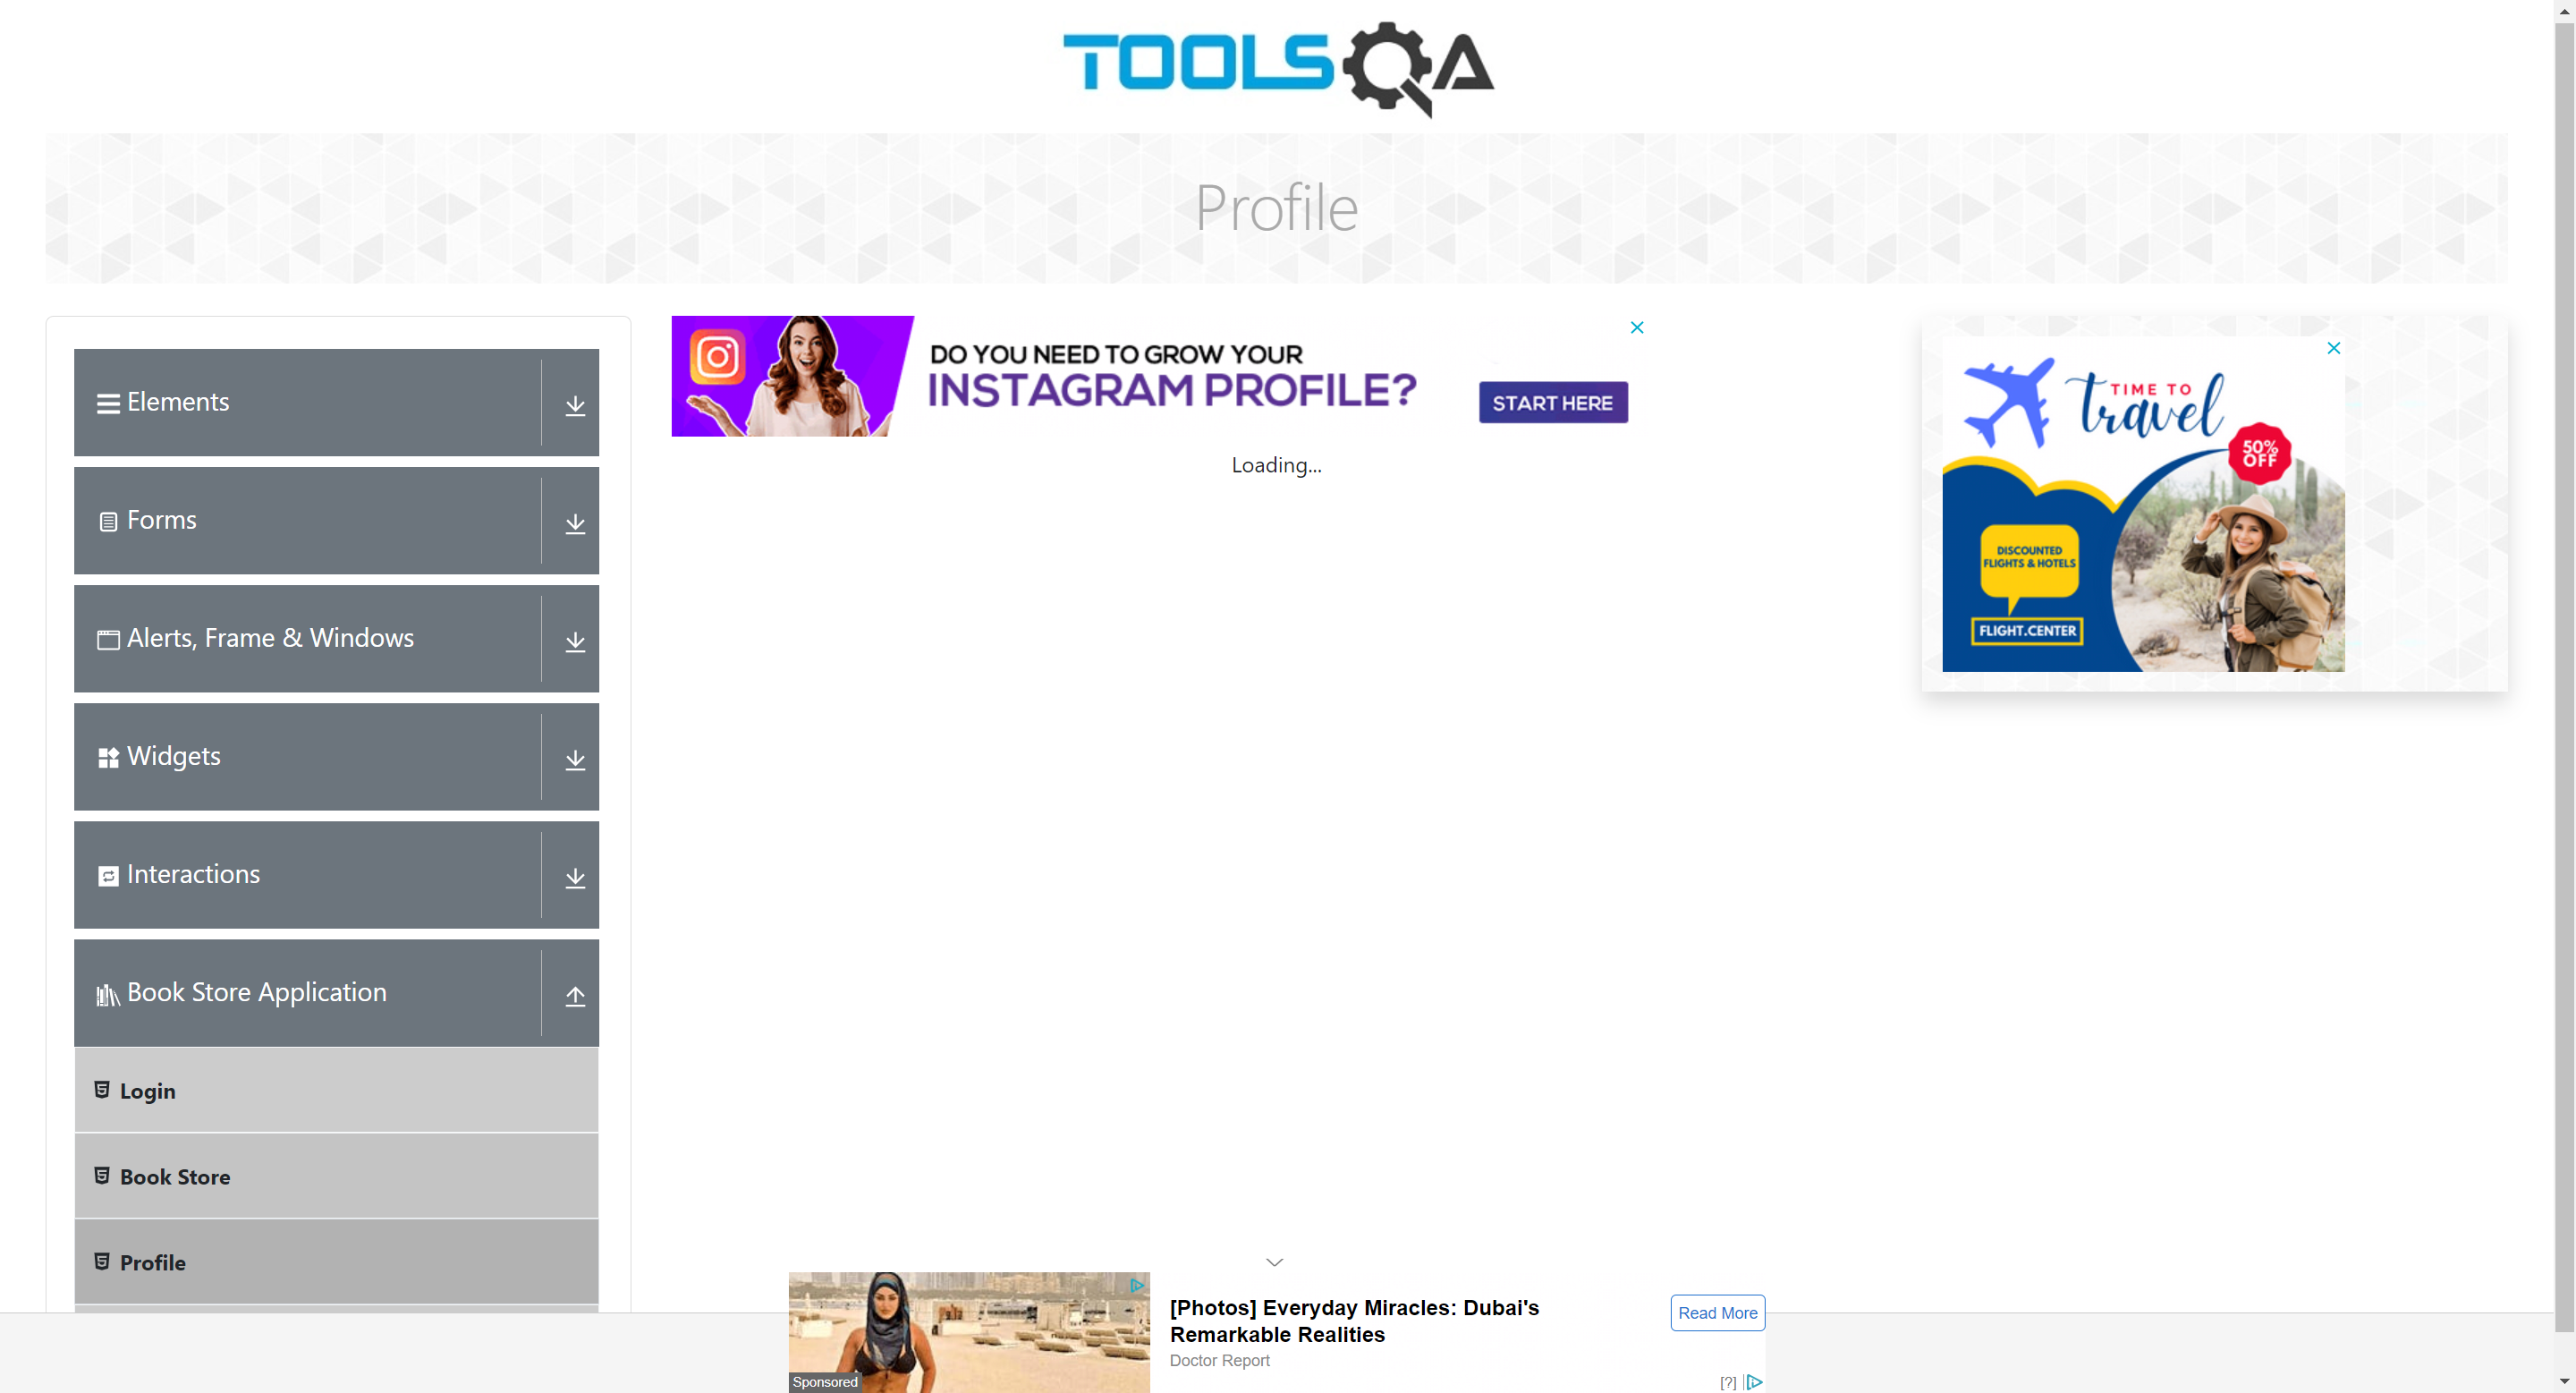 TOOLSQA
Profile
Elements
Forms
Alerts, Frame & Windows
Widgets
Interactions
Book Store Application
Login
Book Store
Profile
DO YOU NEED TO GROW YOUR
INSTAGRAM PROFILE?
START HERE
Loading...
TIME TO
travel
50%
OFF
DISCOUNTED
FLIGHTS & HOTELS
FLIGHT.CENTER
Sponsored
[Photos] Everyday Miracles: Dubai's
Remarkable Realities
Doctor Report
Read More
[?]